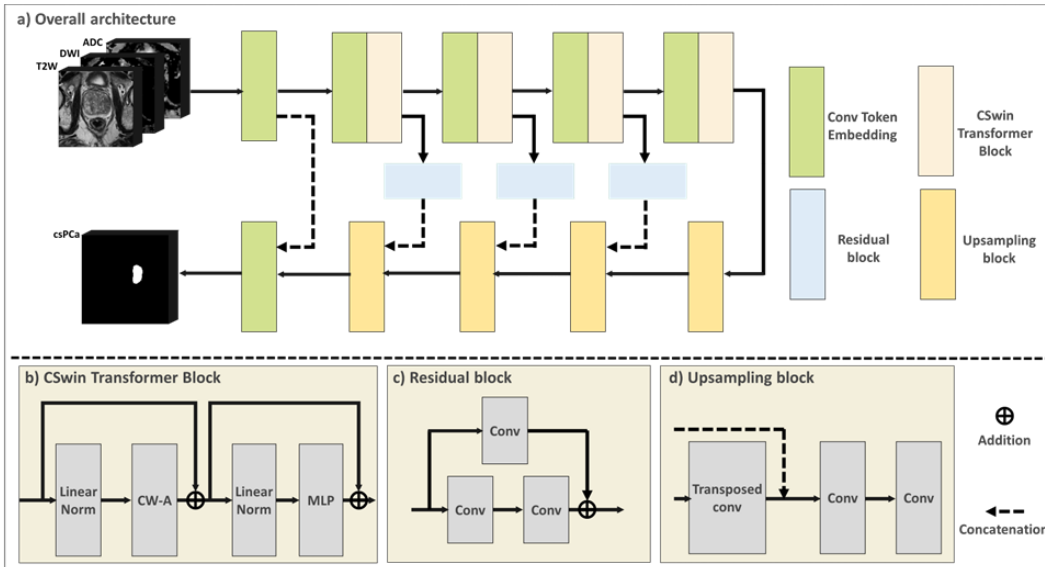 a) Overall architecture
ADC
DWI
T2W
Conv Token
Embedding
CSwin
Transformer
Block
csPCa
Residual
block
Upsampling
block
b) CSwin Transformer Block
Linear
Norm
CW-A
Linear
Norm
MLP
c) Residual block
Conv
Conv
Conv
d) Upsampling block
Transposed
conv
Conv
Conv
Addition
Concatenation